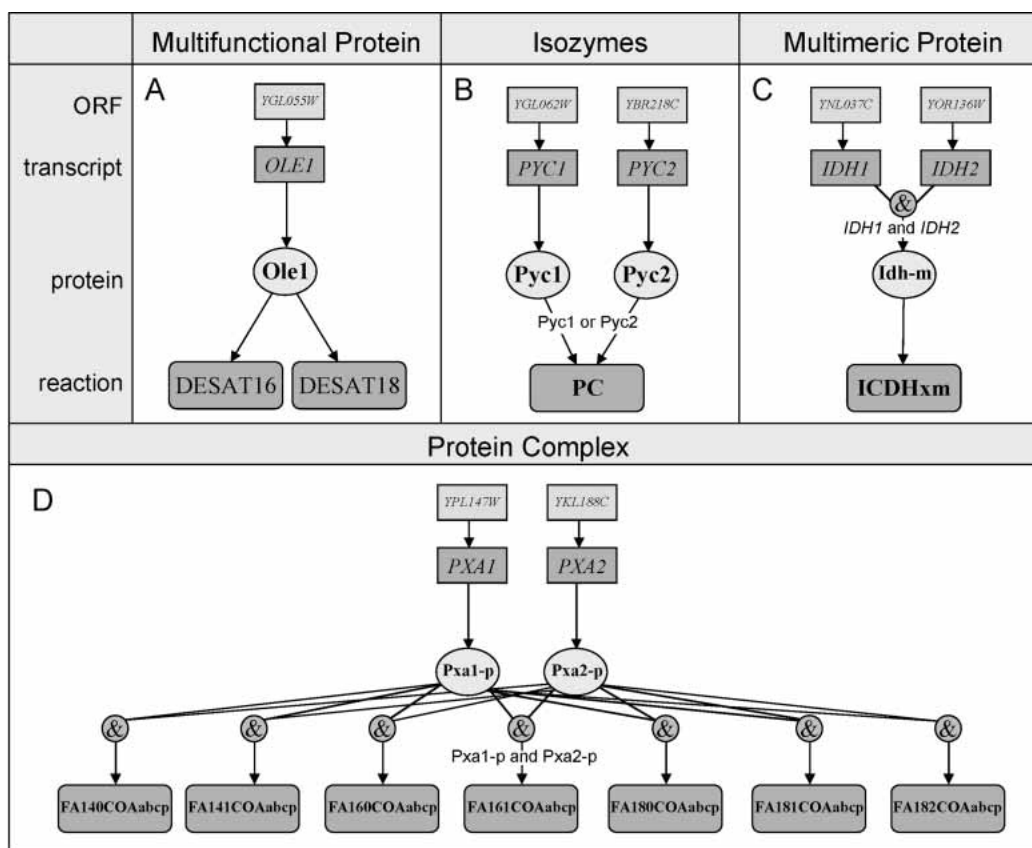 Multifunctional Protein
Isozymes
Multimeric Protein
ORF
transcript
protein
reaction
A
YGL055W
OLE1
Ole1
DESAT16 DESAT18
B
YGL062W YBR218C
PYC1 PYC2
Pyc1 Pyc2
Pyc1 or Pyc2
PC
C
YNL037C YOR136W
IDH1 IDH2
&
IDH1 and IDH2
Idh-m
ICDHxm
Protein Complex
D
YPL147W YKL188C
PXA1 PXA2
Pxa1-p Pxa2-p
& & & & & & &
Pxa1-p and Pxa2-p
FA140COAabcp FA141COAabcp FA160COAabcp FA161COAabcp FA180COAabcp FA181COAabcp FA182COAabcp